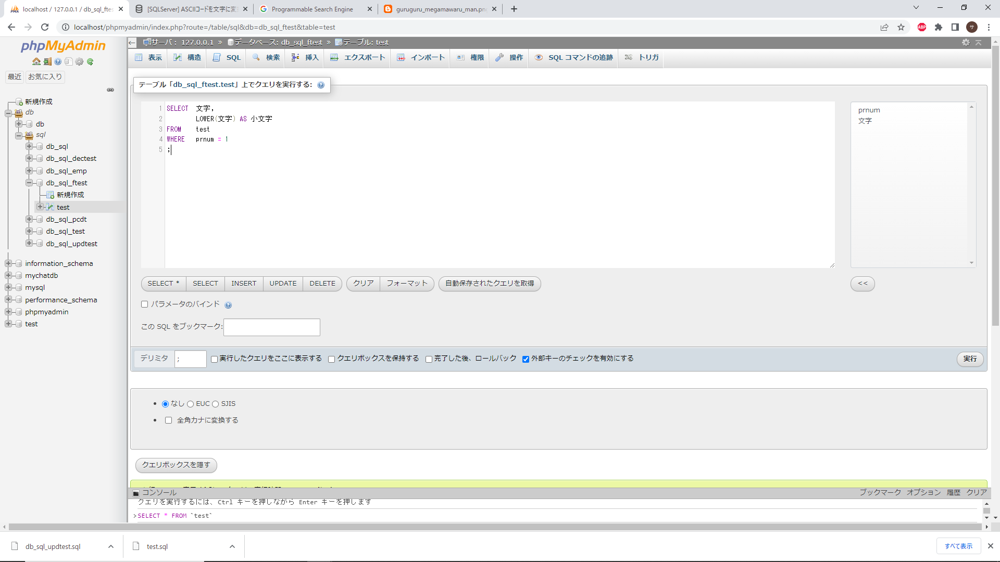 localhost / 127.0.0.1 / db_sql_ftes
[SQLServer] ASCIIコードを文字に変
Programmable Search Engine
guruguru_megamawaru_man.pn
localhost/phpmyadmin/index.php?route=/table/sql&db=db_sql_ftest&table=test
ABP
サ
phpMyAdmin
最近
お気に入り
新規作成
db
db
sql
db_sql
db_sql_dectest
db_sql_emp
db_sql_ftest
新規作成
test
db_sql_pcdt
db_sql_test
db_sql_updtest
information_schema
mychatdb
mysql
performance_schema
phpmyadmin
test
サーバ: 127.0.0.1 » データベース: db_sql_ftest » テーブル: test
表示 構造 SQL 検索 挿入 エクスポート インポート 権限 操作 SQL コマンドの追跡 トリガ
テーブル「db_sql_ftest.test」上でクエリを実行する:
1 SELECT 文字,
2 LOWER(文字) AS 小文字
3 FROM test
4 WHERE prnum = 1
5 ;
prnum
文字
SELECT * SELECT INSERT UPDATE DELETE クリア フォーマット 自動保存されたクエリを取得 <<
パラメータのバインド
この SQL をブックマーク:
デリミタ ; 実行したクエリをここに表示する クエリボックスを保持する 完了した後、ロールバック 外部キーのチェックを有効にする 実行
なし EUC SJIS
全角カナに変換する
クエリボックスを隠す
コンソール ブックマーク オプション 履歴 クリア
クエリを実行するには、Ctrl キーを押しながら Enter キーを押します
>SELECT * FROM `test`
db_sql_updtest.sql
test.sql
すべて表示